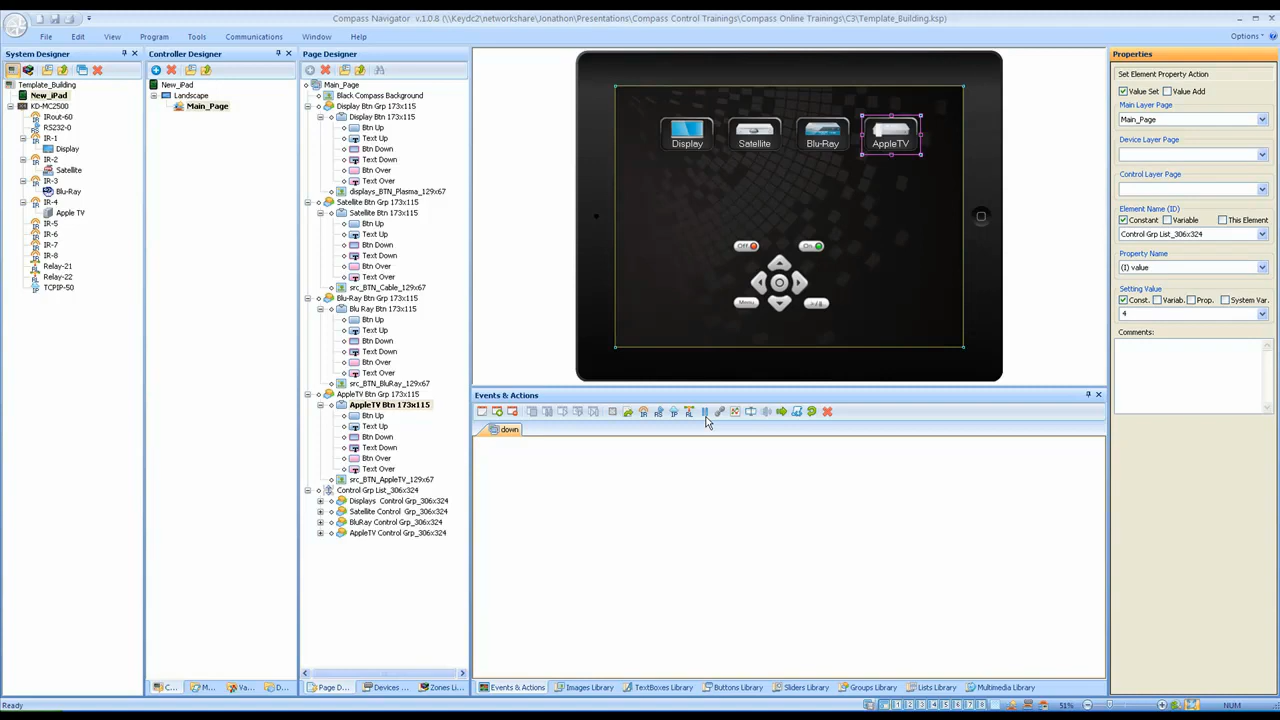 Compass Navigator v.1.0.8 (\\Keydc2\networkshare\Jonathon\Presentations\Compass Control Trainings\Compass Online Trainings\C3\Template_Building.ksp)
File Edit View Program Tools Communications Window Help
Options
System Designer
Template_Building
New_iPad
KD-MC2500
IRout-60
RS232-0
IR-1
Display
IR-2
Satellite
IR-3
Blu-Ray
IR-4
Apple TV
IR-5
IR-6
IR-7
IR-8
Relay-21
Relay-22
TCPIP-50
Controller Designer
New_iPad
Landscape
Main_Page
Page Designer
Main_Page
Black Compass Background
Display Btn Grp 173x115
Display Btn 173x115
Btn Up
Text Up
Btn Down
Text Down
Btn Over
Text Over
displays_BTN_Plasma_129x67
Satellite Btn Grp 173x115
Satellite Btn 173x115
Btn Up
Text Up
Btn Down
Text Down
Btn Over
Text Over
src_BTN_Cable_129x67
Blu-Ray Btn Grp 173x115
Blu Ray Btn 173x115
Btn Up
Text Up
Btn Down
Text Down
Btn Over
Text Over
src_BTN_BluRay_129x67
AppleTV Btn Grp 173x115
AppleTV Btn 173x115
Btn Up
Text Up
Btn Down
Text Down
Btn Over
Text Over
src_BTN_AppleTV_129x67
Control Grp List_306x324
Displays Control Grp_306x324
Satellite Control Grp_306x324
BluRay Control Grp_306x324
AppleTV Control Grp_306x324
Display Satellite Blu-Ray AppleTV
Off On
Menu
Events & Actions
down
Properties
Set Element Property Action
Value Set Value Add
Main Layer Page
Main_Page
Device Layer Page
Control Layer Page
Element Name (ID)
Constant Variable This Element
Control Grp List_306x324
Property Name
(I) value
Setting Value
Const. Variab. Prop. System Var.
4
Comments:
C... M... Va... D...
Page D... Devices ... Zones Li...
Events & Actions Images Library TextBoxes Library Buttons Library Sliders Library Groups Library Lists Library Multimedia Library
Ready
1 2 3 4 5 6 7 8
51%
NUM